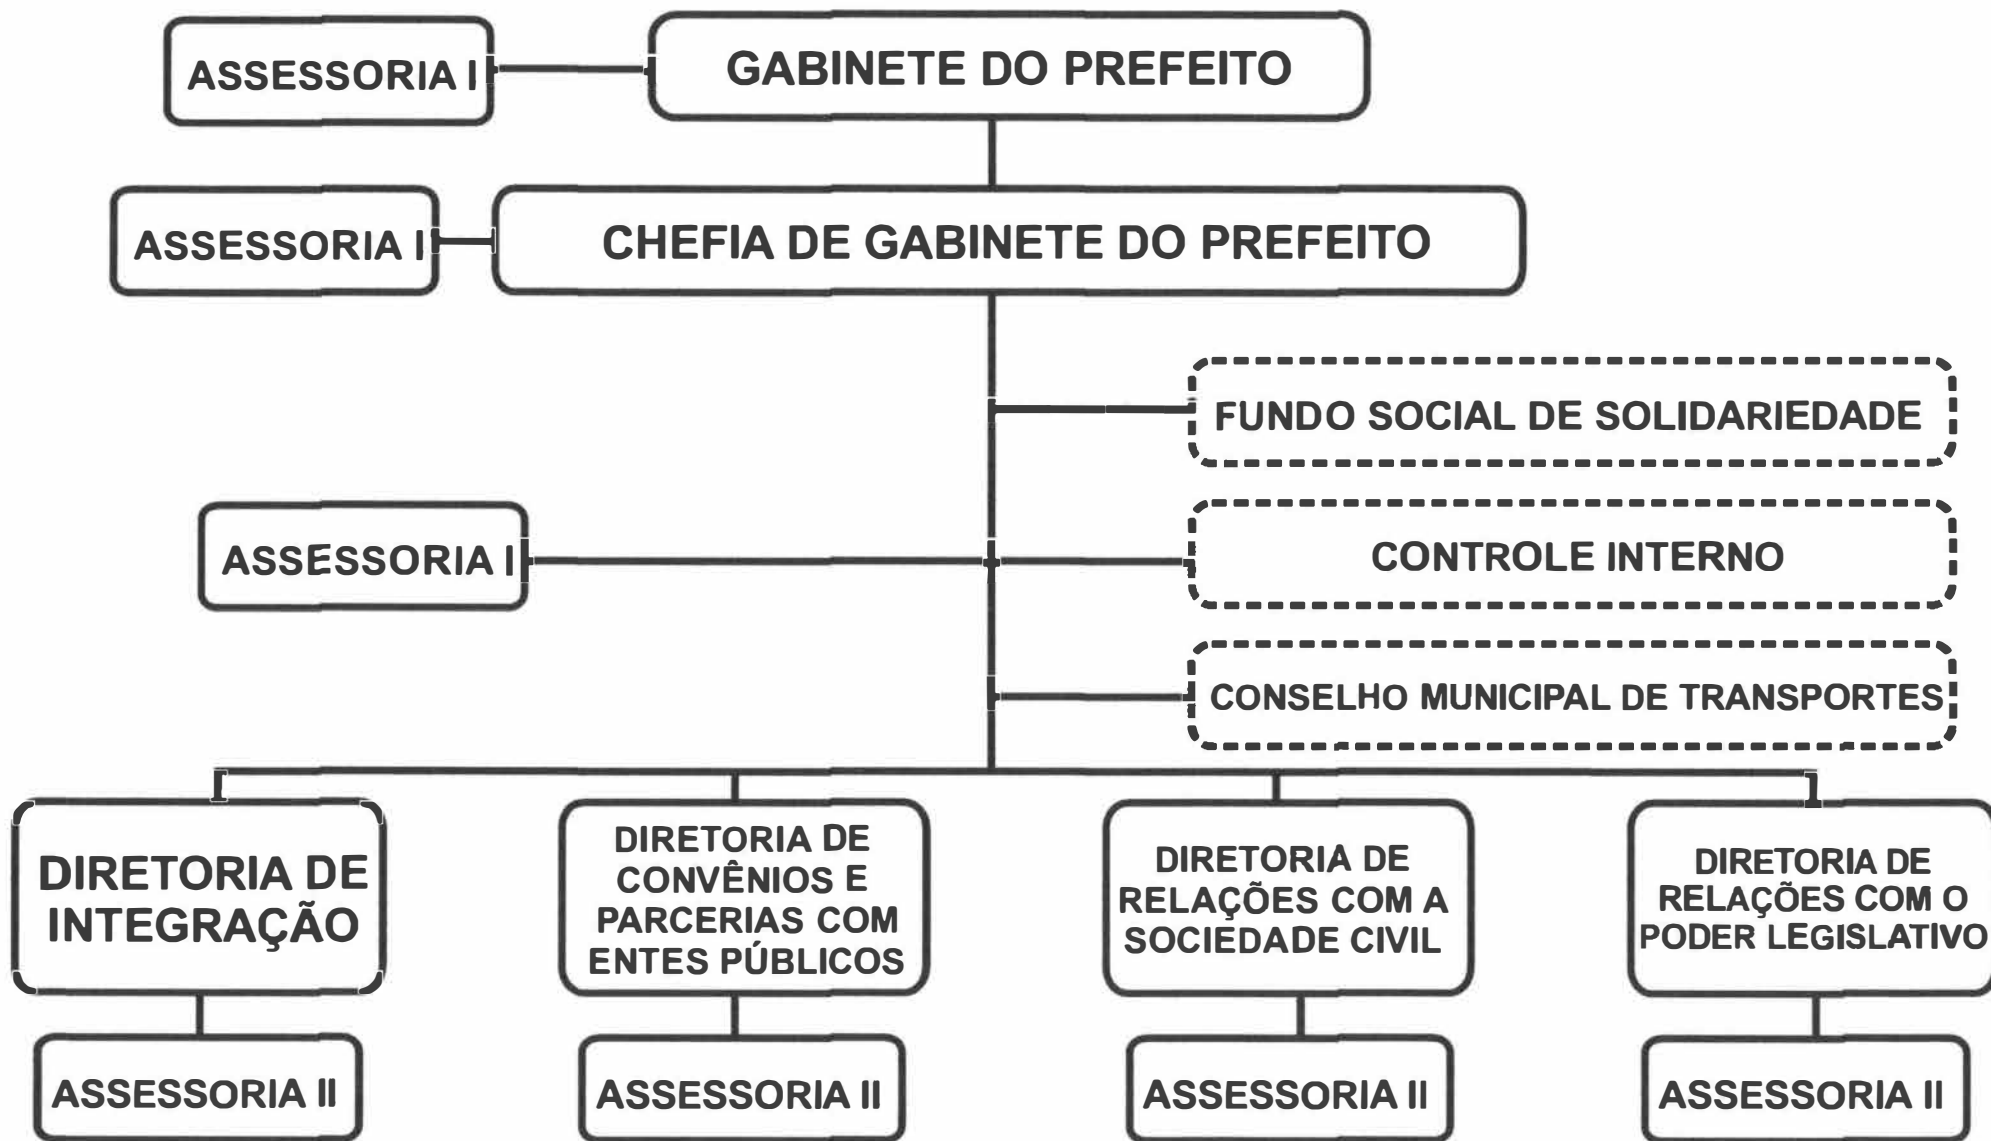 ASSESSORIA I
GABINETE DO PREFEITO
ASSESSORIA I
CHEFIA DE GABINETE DO PREFEITO
FUNDO SOCIAL DE SOLIDARIEDADE
ASSESSORIA I
CONTROLE INTERNO
CONSELHO MUNICIPAL DE TRANSPORTES
DIRETORIA DE
INTEGRAÇÃO
DIRETORIA DE
CONVÊNIOS E
PARCERIAS COM
ENTES PÚBLICOS
DIRETORIA DE
RELAÇÕES COM A
SOCIEDADE CIVIL
DIRETORIA DE
RELAÇÕES COM O
PODER LEGISLATIVO
ASSESSORIA II
ASSESSORIA II
ASSESSORIA II
ASSESSORIA II